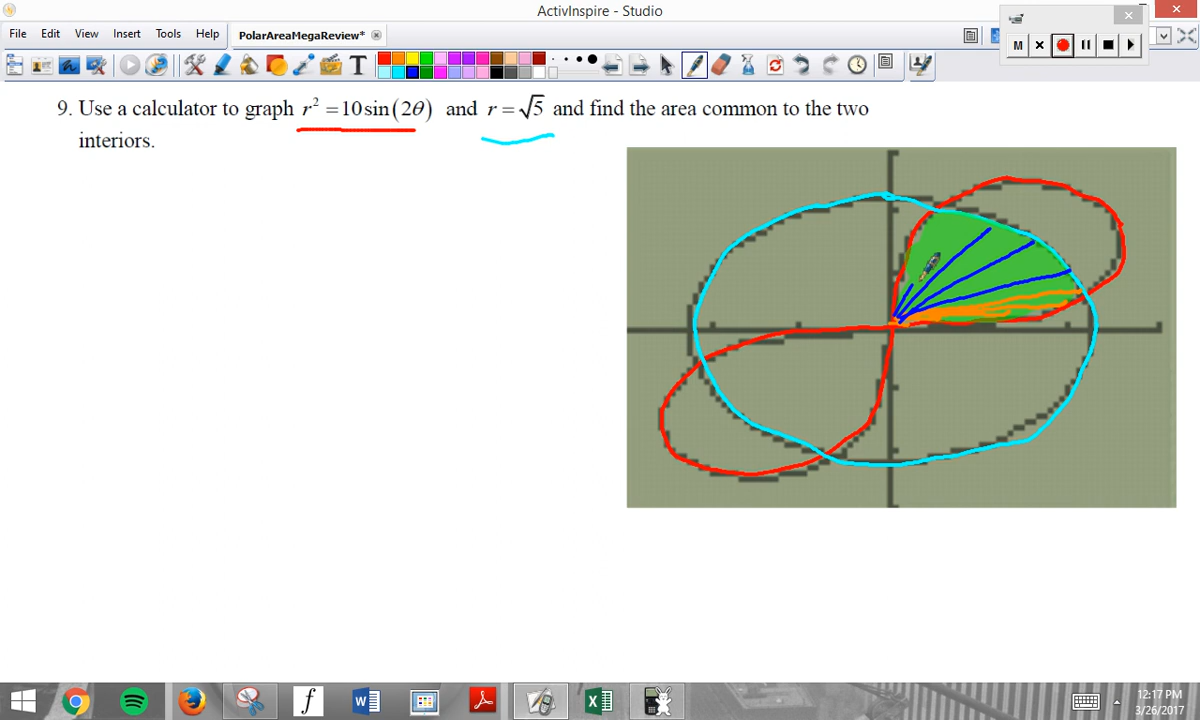 ActivInspire - Studio
File Edit View Insert Tools Help PolarAreaMegaReview*
M
T
9. Use a calculator to graph r² = 10sin(2θ) and r = √5 and find the area common to the two
interiors.
12:17 PM
3/26/2017